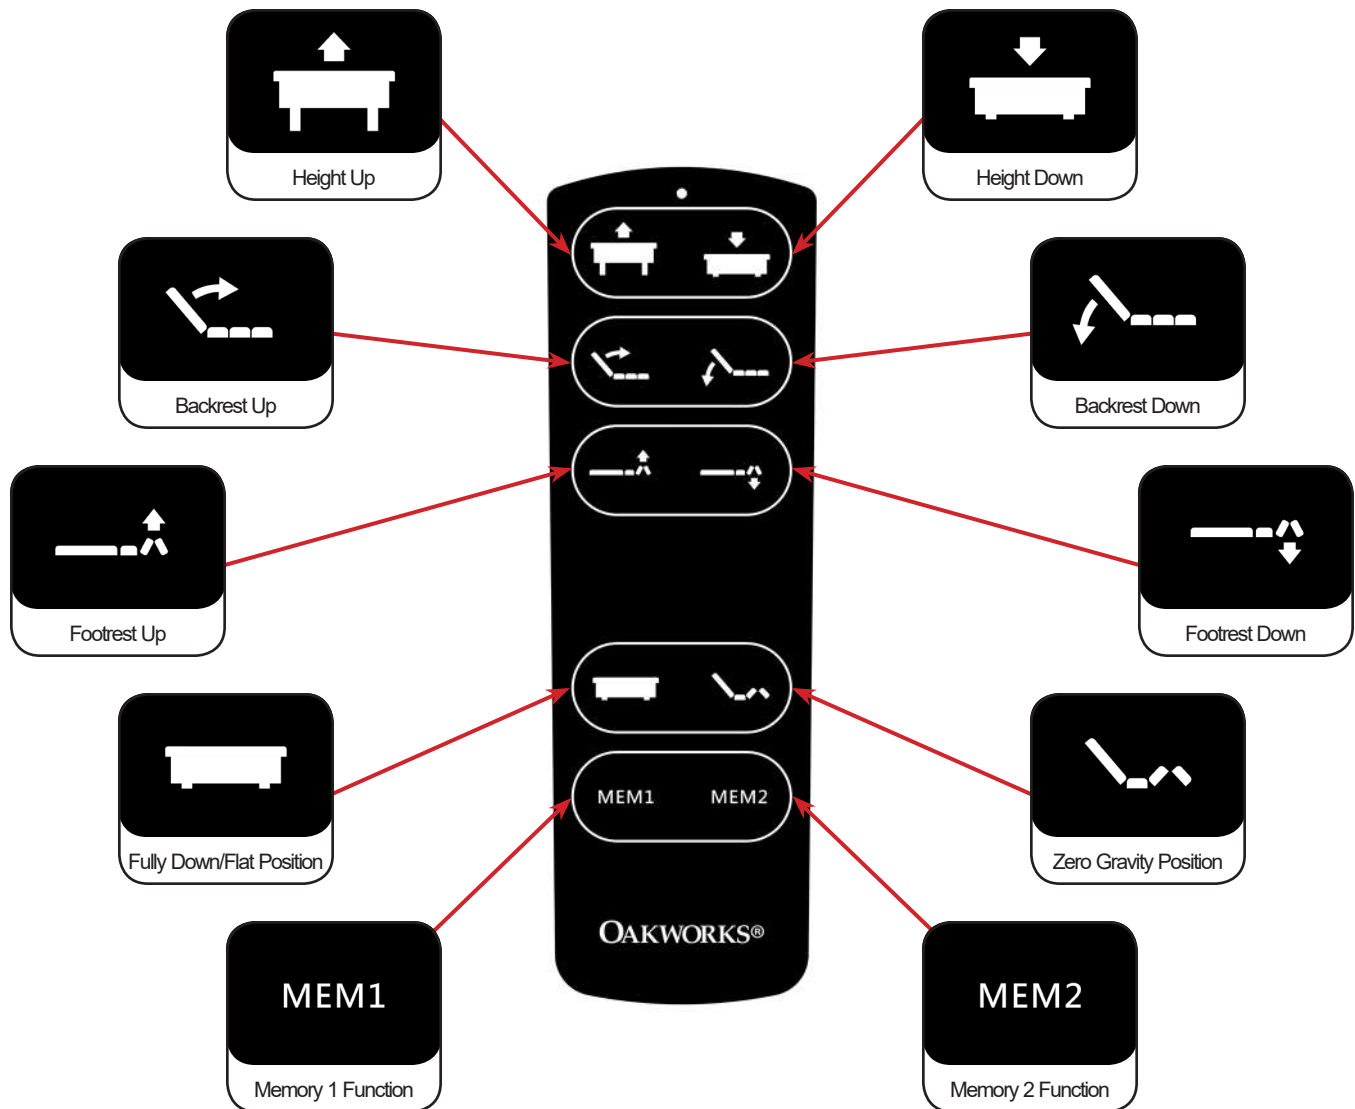 Height Up
Height Down
Backrest Up
Backrest Down
Footrest Up
Footrest Down
Fully Down/Flat Position
Zero Gravity Position
MEM1 MEM2
OAKWORKS®
MEM1
Memory 1 Function
MEM2
Memory 2 Function